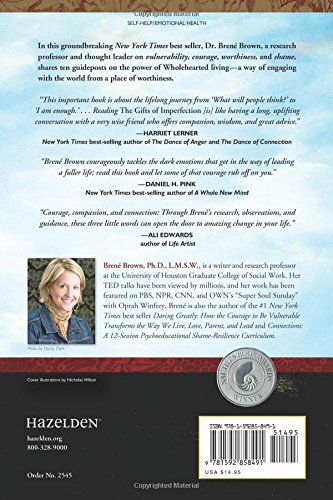 SELF-HELP/EMOTIONAL HEALTH
In this groundbreaking New York Times best seller, Dr. Brené Brown, a research
professor and thought leader on vulnerability, courage, worthiness, and shame,
shares ten guideposts on the power of Wholehearted living—a way of engaging
with the world from a place of worthiness.
"This important book is about the lifelong journey from 'What will people think?' to
'I am enough.' . . . Reading The Gifts of Imperfection [is] like having a long, uplifting
conversation with a very wise friend who offers compassion, wisdom, and great advice."
—HARRIET LERNER
New York Times best-selling author of The Dance of Anger and The Dance of Connection
"Brené Brown courageously tackles the dark emotions that get in the way of leading
a fuller life; read this book and let some of that courage rub off on you."
—DANIEL H. PINK
New York Times best-selling author of A Whole New Mind
"Courage, compassion, and connection: Through Brené's research, observations, and
guidance, these three little words can open the door to amazing change in your life."
—ALI EDWARDS
author of Life Artist
Brené Brown, Ph.D., L.M.S.W., is a writer and research professor
at the University of Houston Graduate College of Social Work. Her
TED talks have been viewed by millions, and her work has been
featured on PBS, NPR, CNN, and OWN's "Super Soul Sunday"
with Oprah Winfrey. Brené is also the author of the #1 New York
Times best seller Daring Greatly: How the Courage to Be Vulnerable
Transforms the Way We Live, Love, Parent, and Lead and Connections:
A 12-Session Psychoeducational Shame-Resilience Curriculum.
Photo by Danny Clark
Cover illustrations by Nicholas Wilton
NAUTILUS BOOK AWARDS
WINNER
HAZELDEN®
hazelden.org
800-328-9000
Order No. 2545
ISBN 978-1-59285-849-1
51495
9 781592 858491
USA $14.95